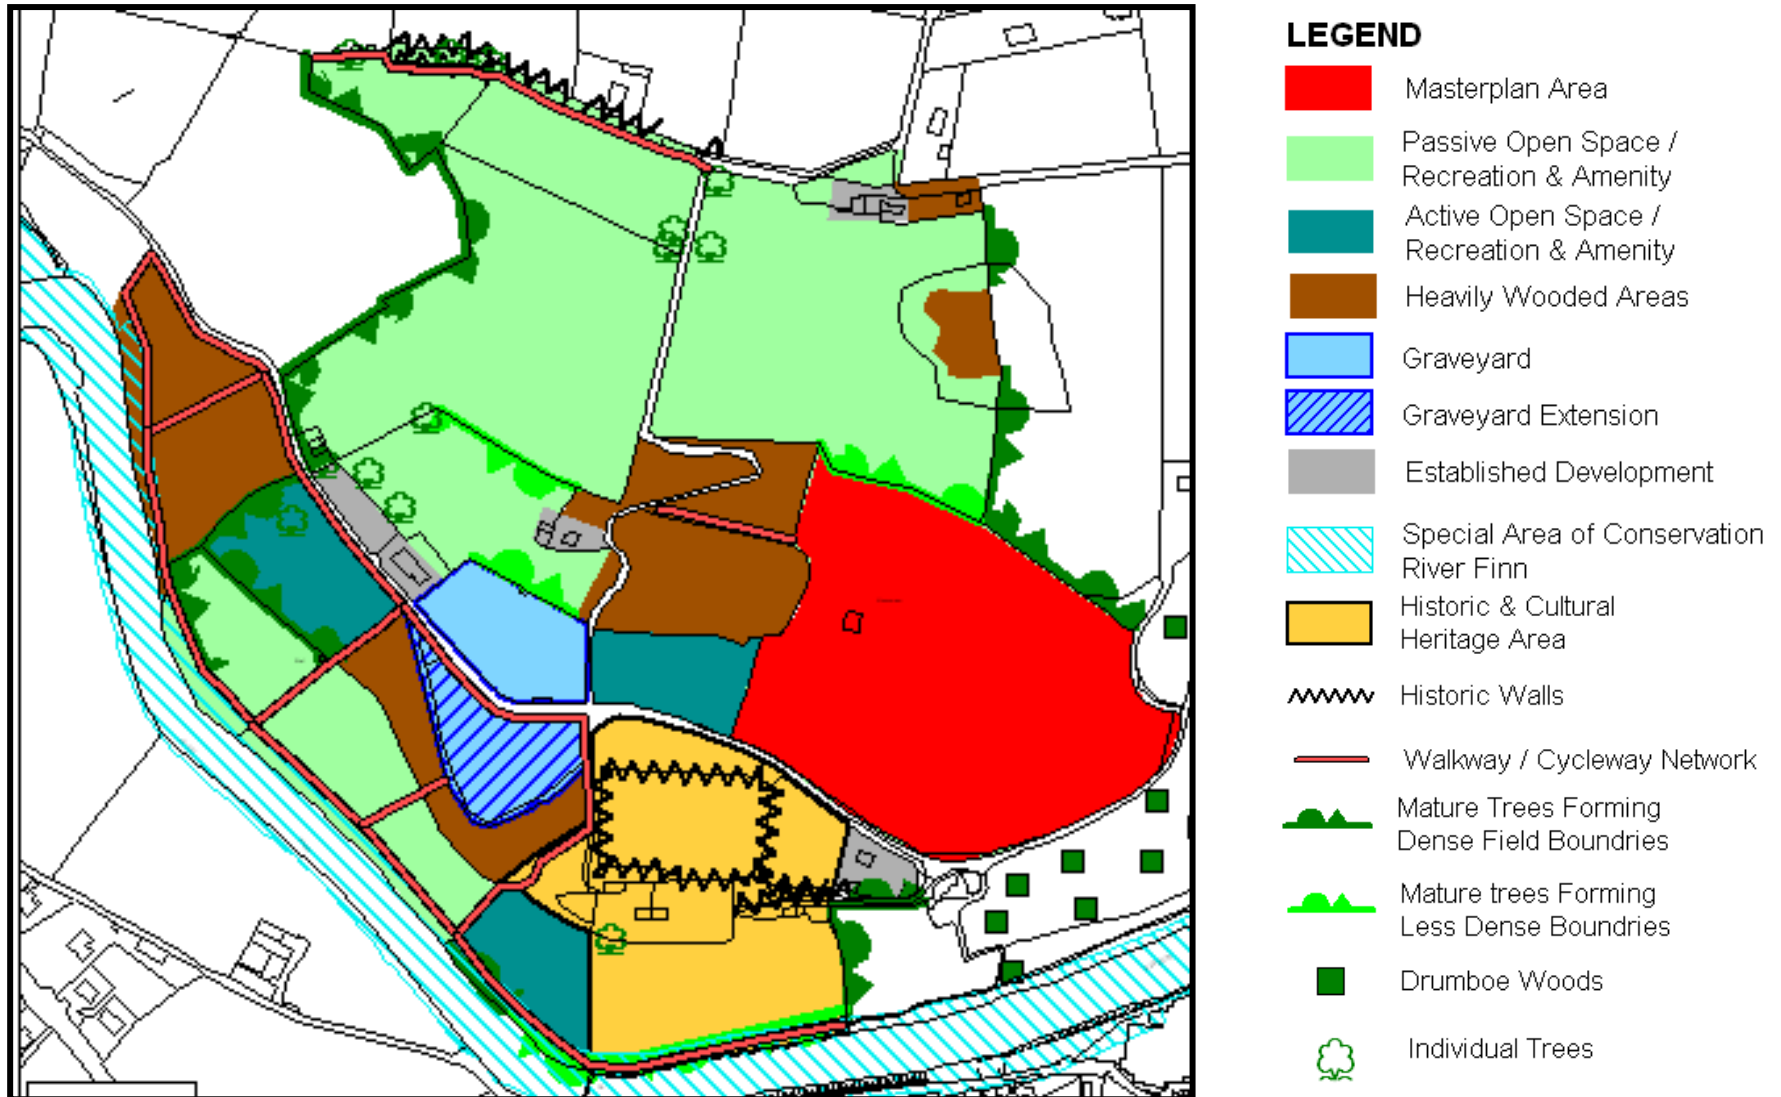 LEGEND
Masterplan Area
Passive Open Space /
Recreation & Amenity
Active Open Space /
Recreation & Amenity
Heavily Wooded Areas
Graveyard
Graveyard Extension
Established Development
Special Area of Conservation
River Finn
Historic & Cultural
Heritage Area
Historic Walls
Walkway / Cycleway Network
Mature Trees Forming
Dense Field Boundries
Mature trees Forming
Less Dense Boundries
Drumboe Woods
Individual Trees